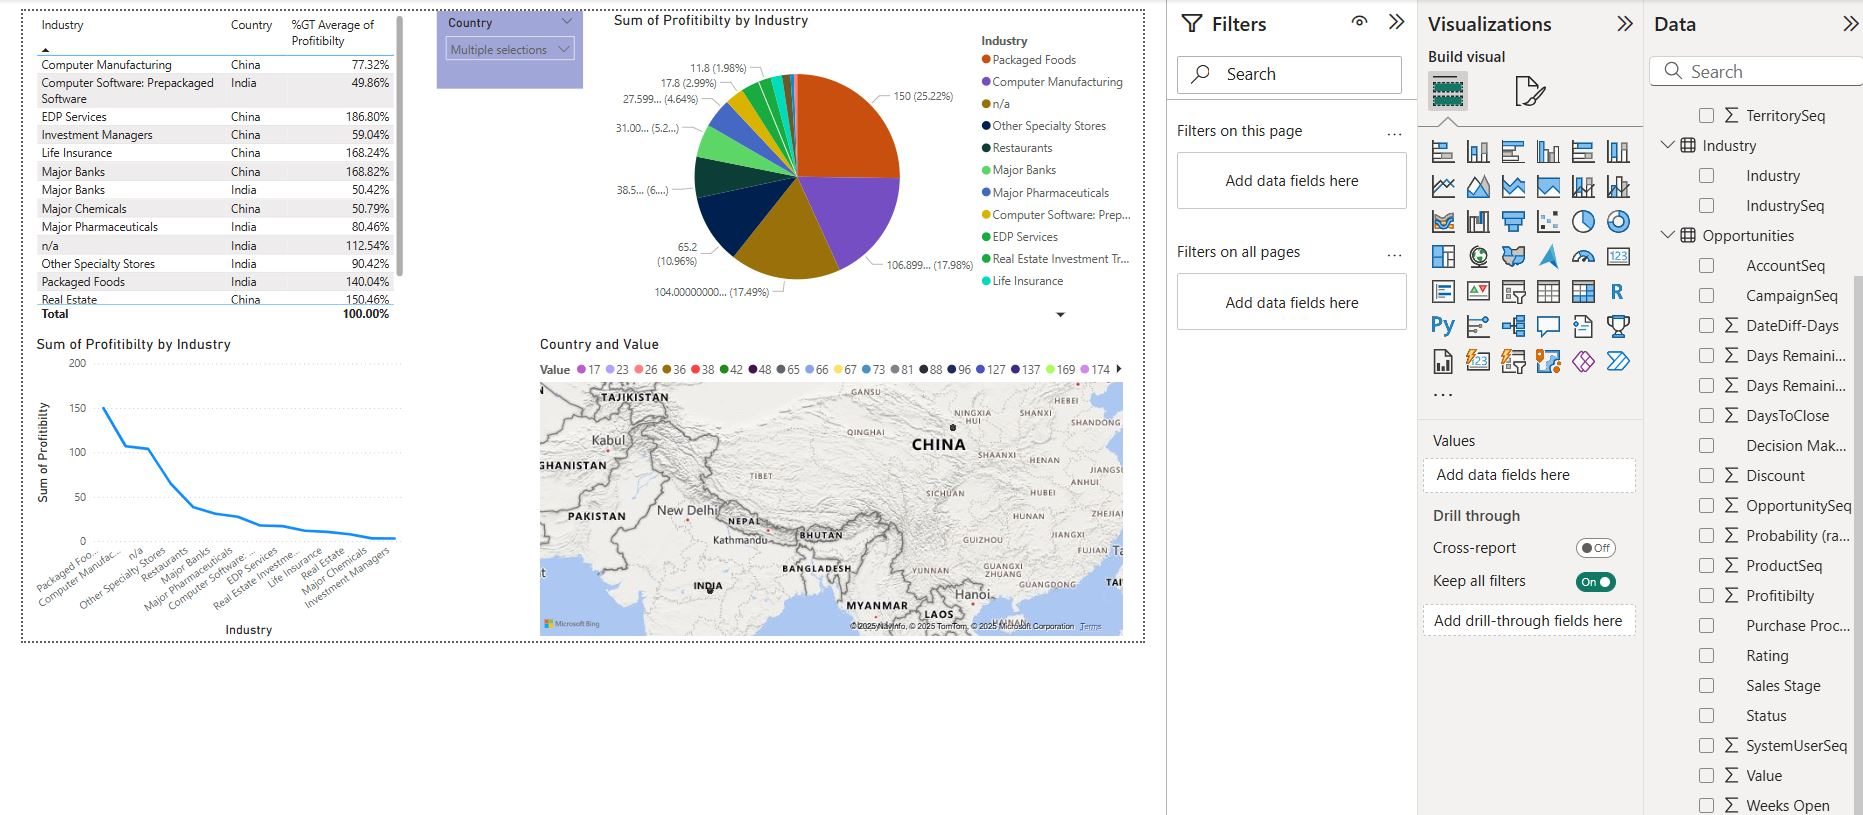 Industry Country %GT Average of
Profitibilty
Computer Manufacturing China 77.32%
Computer Software: Prepackaged India 49.86%
Software
EDP Services China 186.80%
Investment Managers China 59.04%
Life Insurance China 168.24%
Major Banks China 168.82%
Major Banks India 50.42%
Major Chemicals China 50.79%
Major Pharmaceuticals India 80.46%
n/a India 112.54%
Other Specialty Stores India 90.42%
Packaged Foods India 140.04%
Real Estate China 150.46%
Total 100.00%
Country
Multiple selections
Sum of Profitibilty by Industry
11.8 (1.98%)
17.8 (2.99%)
27.599... (4.64%)
31.00... (5.2...)
38.5... (6....)
65.2
(10.96%)
104.00000000... (17.49%)
106.899... (17.98%)
150 (25.22%)
Industry
Packaged Foods
Computer Manufacturing
n/a
Other Specialty Stores
Restaurants
Major Banks
Major Pharmaceuticals
Computer Software: Prep...
EDP Services
Real Estate Investment Tr...
Life Insurance
Sum of Profitibilty by Industry
Sum of Profitibilty
200
150
100
50
0
Packaged Foo...
Computer Manufac...
n/a
Other Specialty Stores
Restaurants
Major Banks
Major Pharmaceuticals
Computer Software: ...
EDP Services
Real Estate Investme...
Life Insurance
Real Estate
Major Chemicals
Investment Managers
Industry
Country and Value
Value 17 23 26 36 38 42 48 65 66 67 73 81 88 96 127 137 169 174
TAJIKISTAN
GANSU
HEBEI
NINGXIA
HUI
SHANXI
SHANDONG
Kabul
QINGHAI
CHINA
SHAANXI
HENAN
GHANISTAN
JIANGSU
TIBET
ANHUI
SICHUAN
HUBEI
PAKISTAN
New Delhi
NEPAL
HUNAN
ZHEJIA
Kathmandu
BHUTAN
GUIZHOU
JIANGXI
FUJIAN
Ta
BANGLADESH
YUNNAN
GUANGXI
ZHUANG
GUANGDONG
TAI
INDIA
Hanoi
MYANMAR
LAOS
HAINAN
Microsoft Bing
© 2025 NavInfo, © 2025 TomTom, © 2025 Microsoft Corporation Terms
Filters
Search
Filters on this page ...
Add data fields here
Filters on all pages ...
Add data fields here
Visualizations
Build visual
123
R
Py
123
...
Values
Add data fields here
Drill through
Cross-report Off
Keep all filters On
Add drill-through fields here
Data
Search
TerritorySeq
Industry
Industry
IndustrySeq
Opportunities
AccountSeq
CampaignSeq
DateDiff-Days
Days Remaini...
Days Remaini...
DaysToClose
Decision Mak...
Discount
OpportunitySeq
Probability (ra...
ProductSeq
Profitibilty
Purchase Proc...
Rating
Sales Stage
Status
SystemUserSeq
Value
Weeks Open